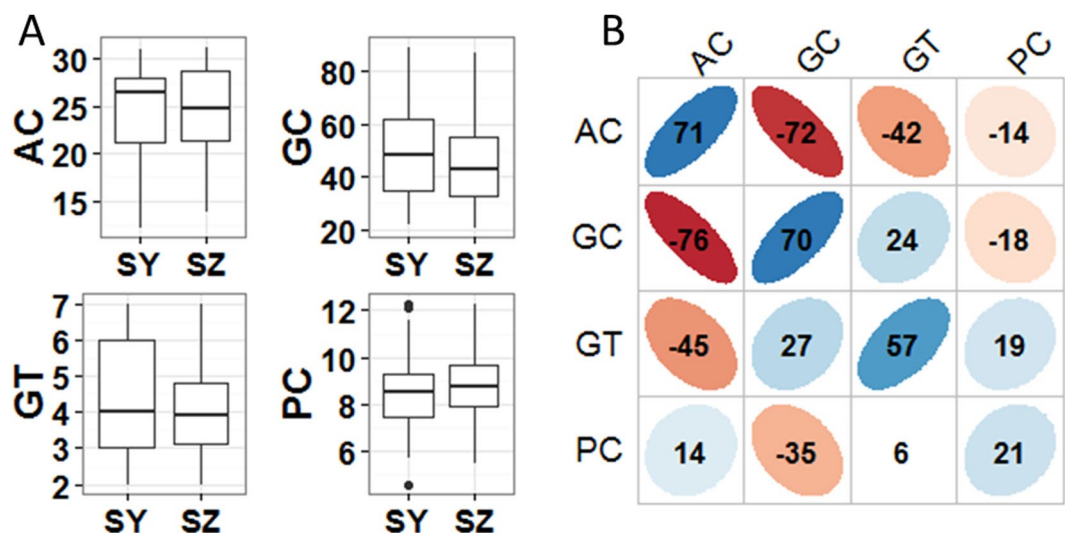 A
AC
30
25
20
15
SY SZ
GC
80
60
40
20
SY SZ
GT
7
6
5
4
3
2
SY SZ
PC
12
10
8
6
SY SZ
B
AC GC GT PC
AC 71 -72 -42 -14
GC -76 70 24 -18
GT -45 27 57 19
PC 14 -35 6 21